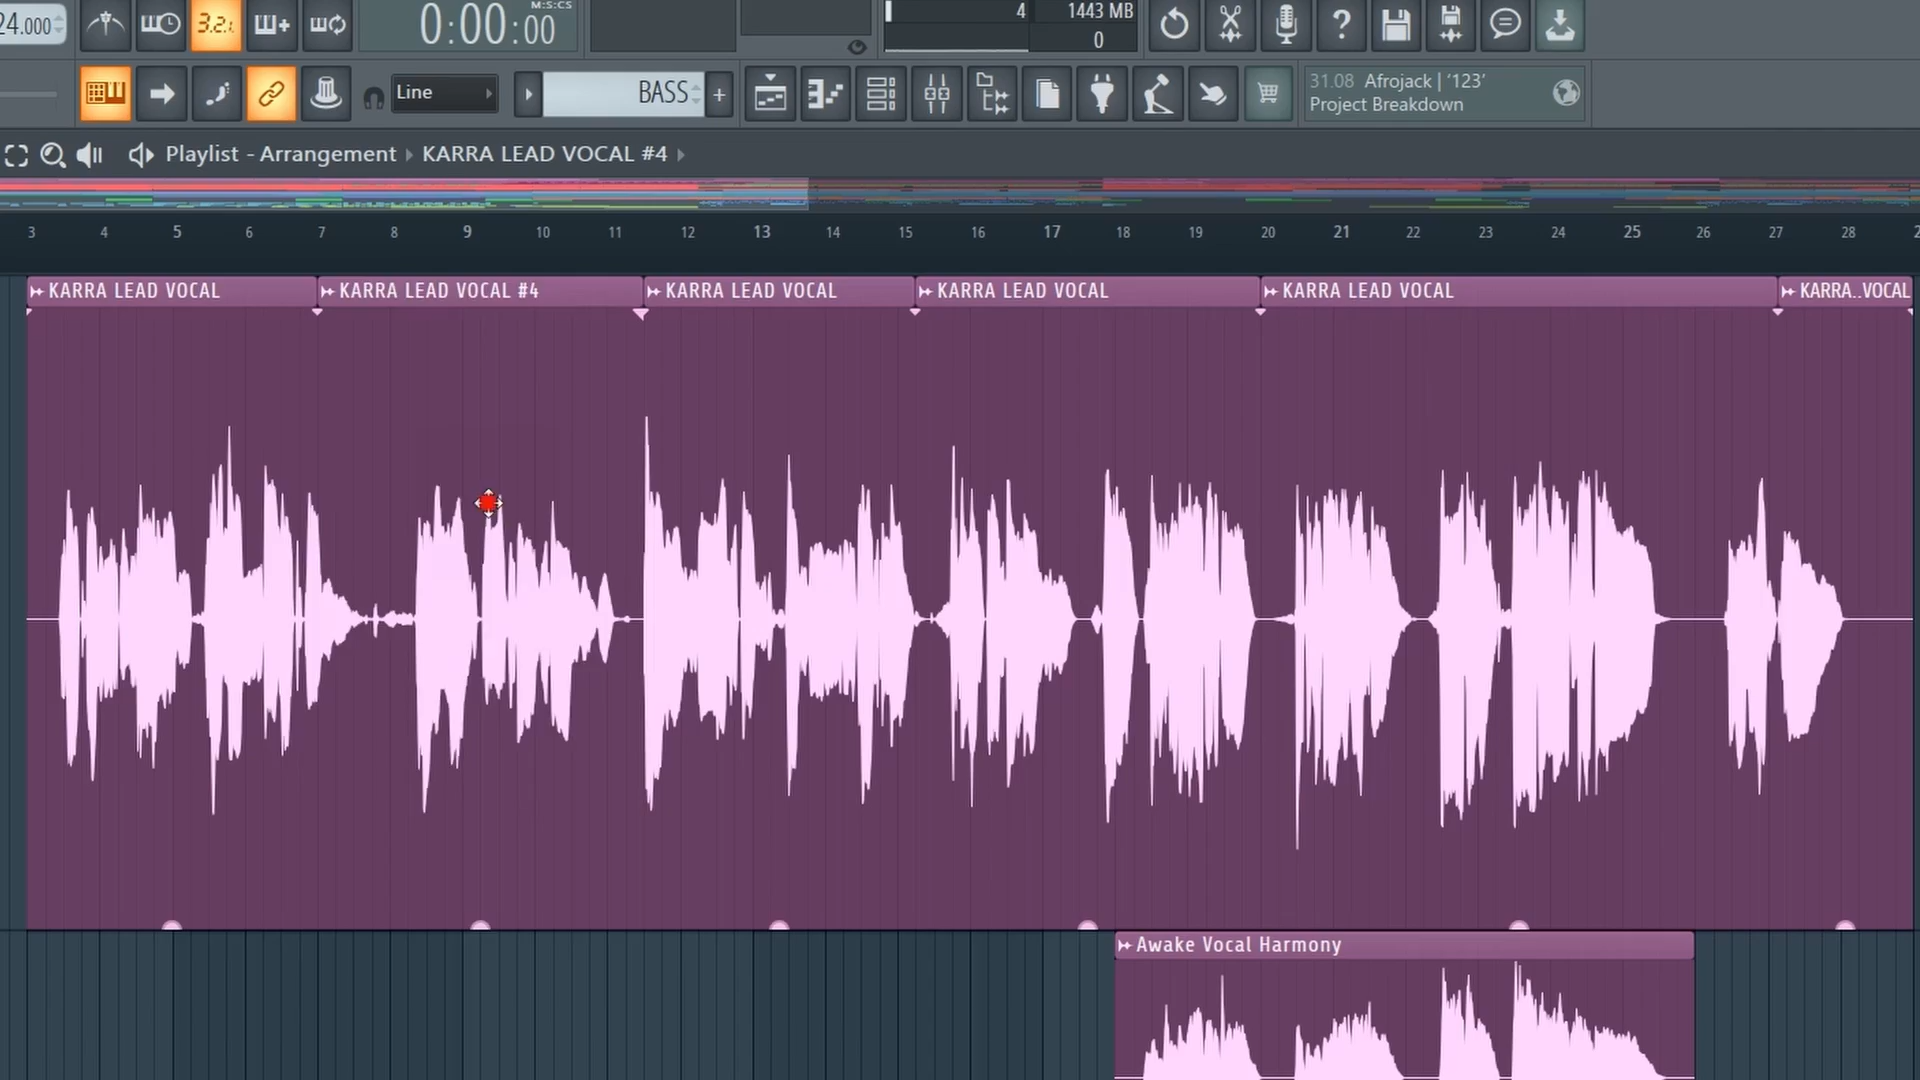 24.000
3.2.
0:00:00
M:S:CS
4
1443 MB
0
Line
BASS
31.08 Afrojack | ‘123’
Project Breakdown
Playlist - Arrangement KARRA LEAD VOCAL #4
3 4 5 6 7 8 9 10 11 12 13 14 15 16 17 18 19 20 21 22 23 24 25 26 27 28
KARRA LEAD VOCAL
KARRA LEAD VOCAL #4
KARRA LEAD VOCAL
KARRA LEAD VOCAL
KARRA LEAD VOCAL
KARRA..VOCAL
Awake Vocal Harmony